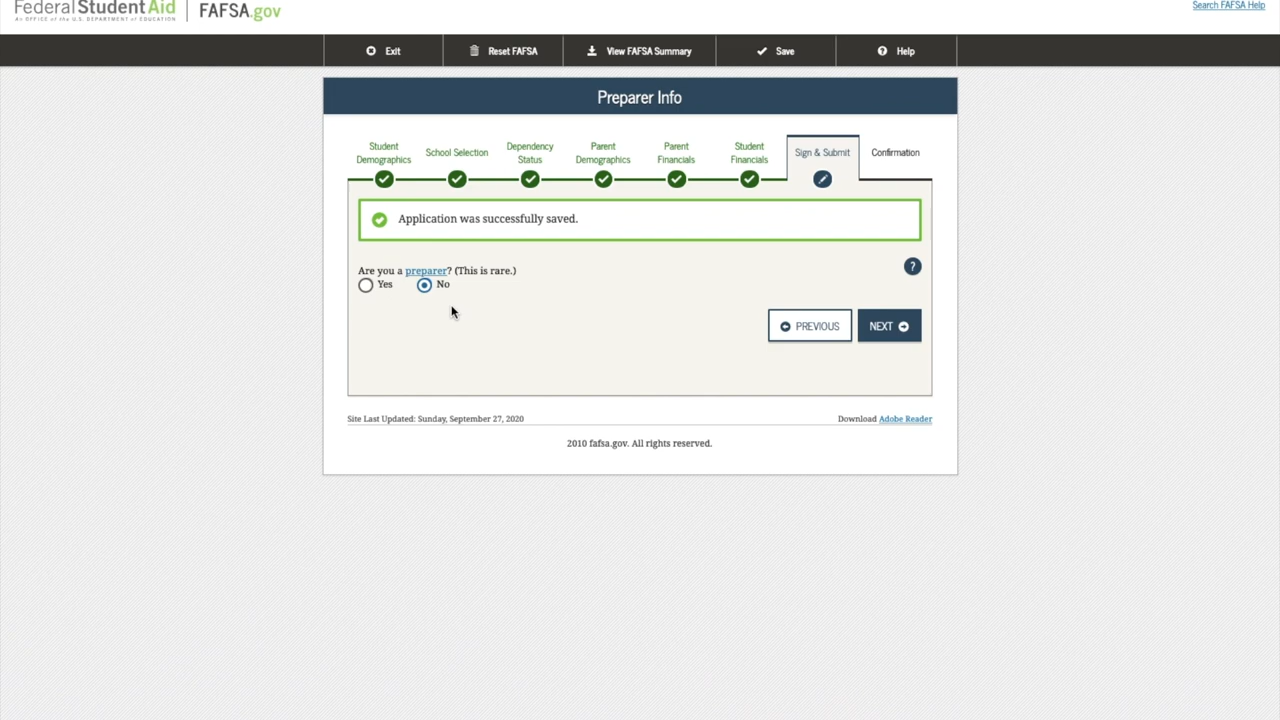 Federal Student Aid
An OFFICE of the U.S. DEPARTMENT of EDUCATION
FAFSA.gov
Search FAFSA Help
Exit
Reset FAFSA
View FAFSA Summary
Save
Help
Preparer Info
Student
Demographics
School Selection
Dependency
Status
Parent
Demographics
Parent
Financials
Student
Financials
Sign & Submit
Confirmation
Application was successfully saved.
Are you a preparer? (This is rare.)
?
Yes
No
PREVIOUS
NEXT
Site Last Updated: Sunday, September 27, 2020
Download Adobe Reader
2010 fafsa.gov. All rights reserved.